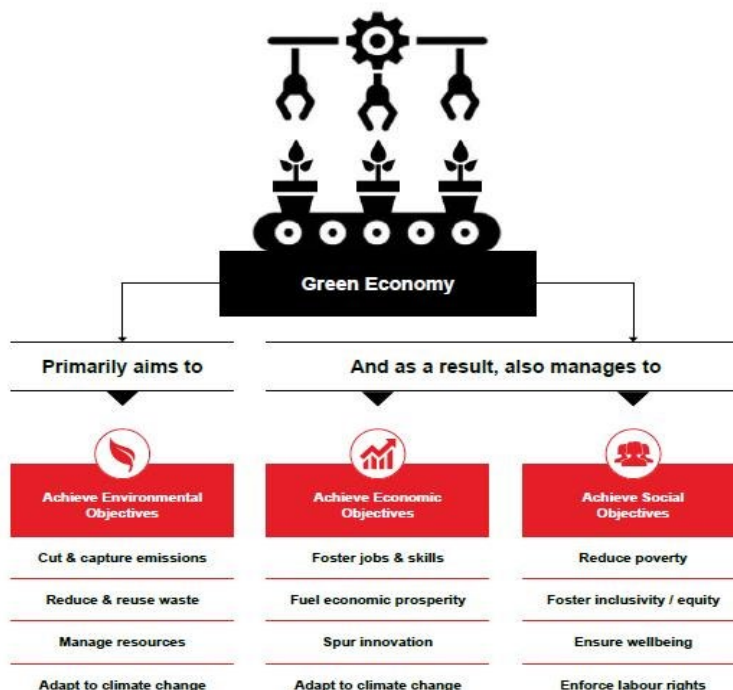 Green Economy
Primarily aims to
And as a result, also manages to
Achieve Environmental
Objectives
Cut & capture emissions
Reduce & reuse waste
Manage resources
Adapt to climate change
Achieve Economic
Objectives
Foster jobs & skills
Fuel economic prosperity
Spur innovation
Adapt to climate change
Achieve Social
Objectives
Reduce poverty
Foster inclusivity / equity
Ensure wellbeing
Enforce labour rights